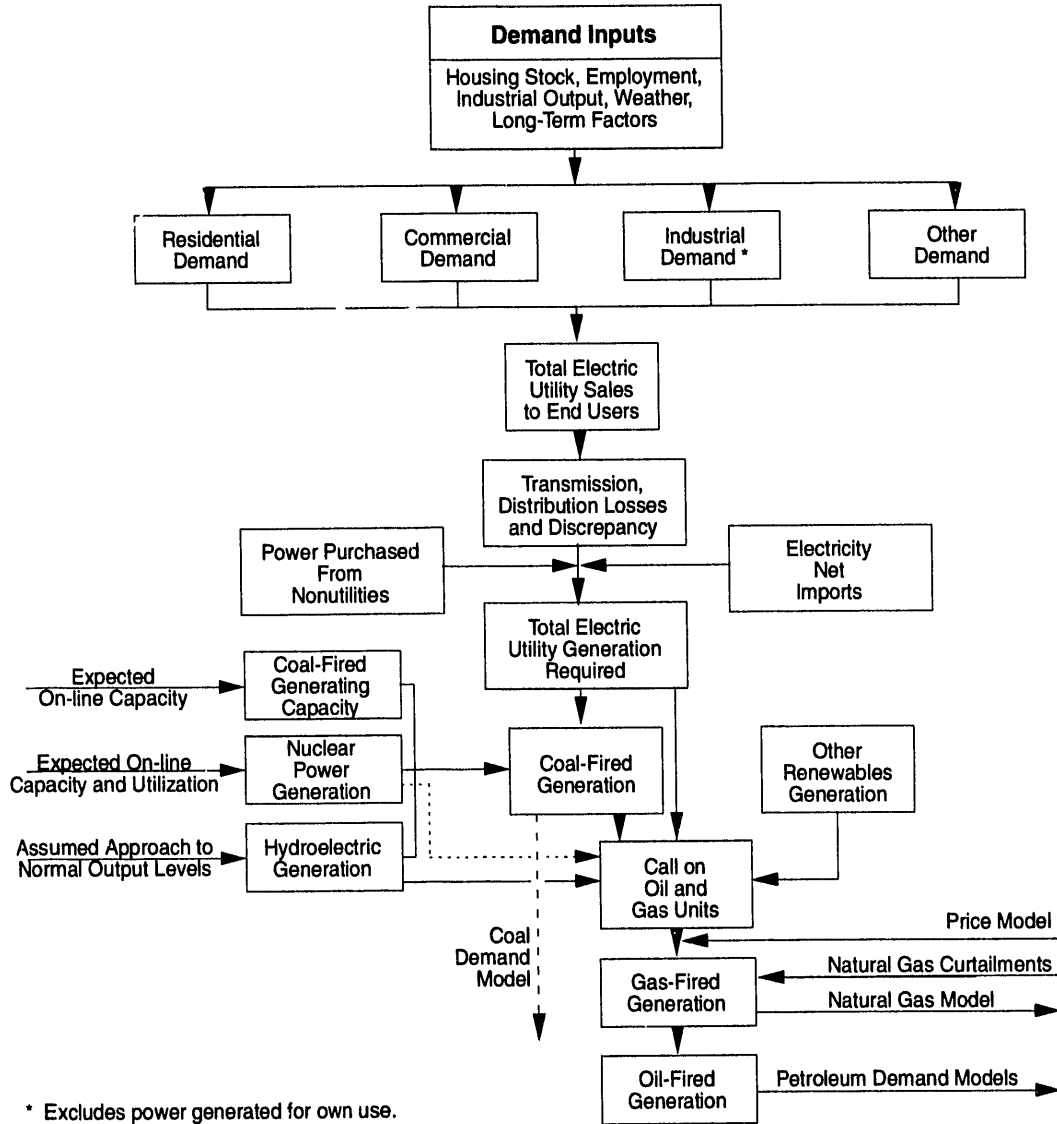 Demand Inputs
Housing Stock, Employment,
Industrial Output, Weather,
Long-Term Factors
Residential
Demand
Commercial
Demand
Industrial
Demand *
Other
Demand
Total Electric
Utility Sales
to End Users
Transmission,
Distribution Losses
and Discrepancy
Power Purchased
From
Nonutilities
Electricity
Net
Imports
Total Electric
Utility Generation
Required
Expected
On-line Capacity
Coal-Fired
Generating
Capacity
Expected On-line
Capacity and Utilization
Nuclear
Power
Generation
Coal-Fired
Generation
Other
Renewables
Generation
Assumed Approach to
Normal Output Levels
Hydroelectric
Generation
Call on
Oil and
Gas Units
Coal
Demand
Model
Price Model
Natural Gas Curtailments
Gas-Fired
Generation
Natural Gas Model
Oil-Fired
Generation
Petroleum Demand Models
* Excludes power generated for own use.